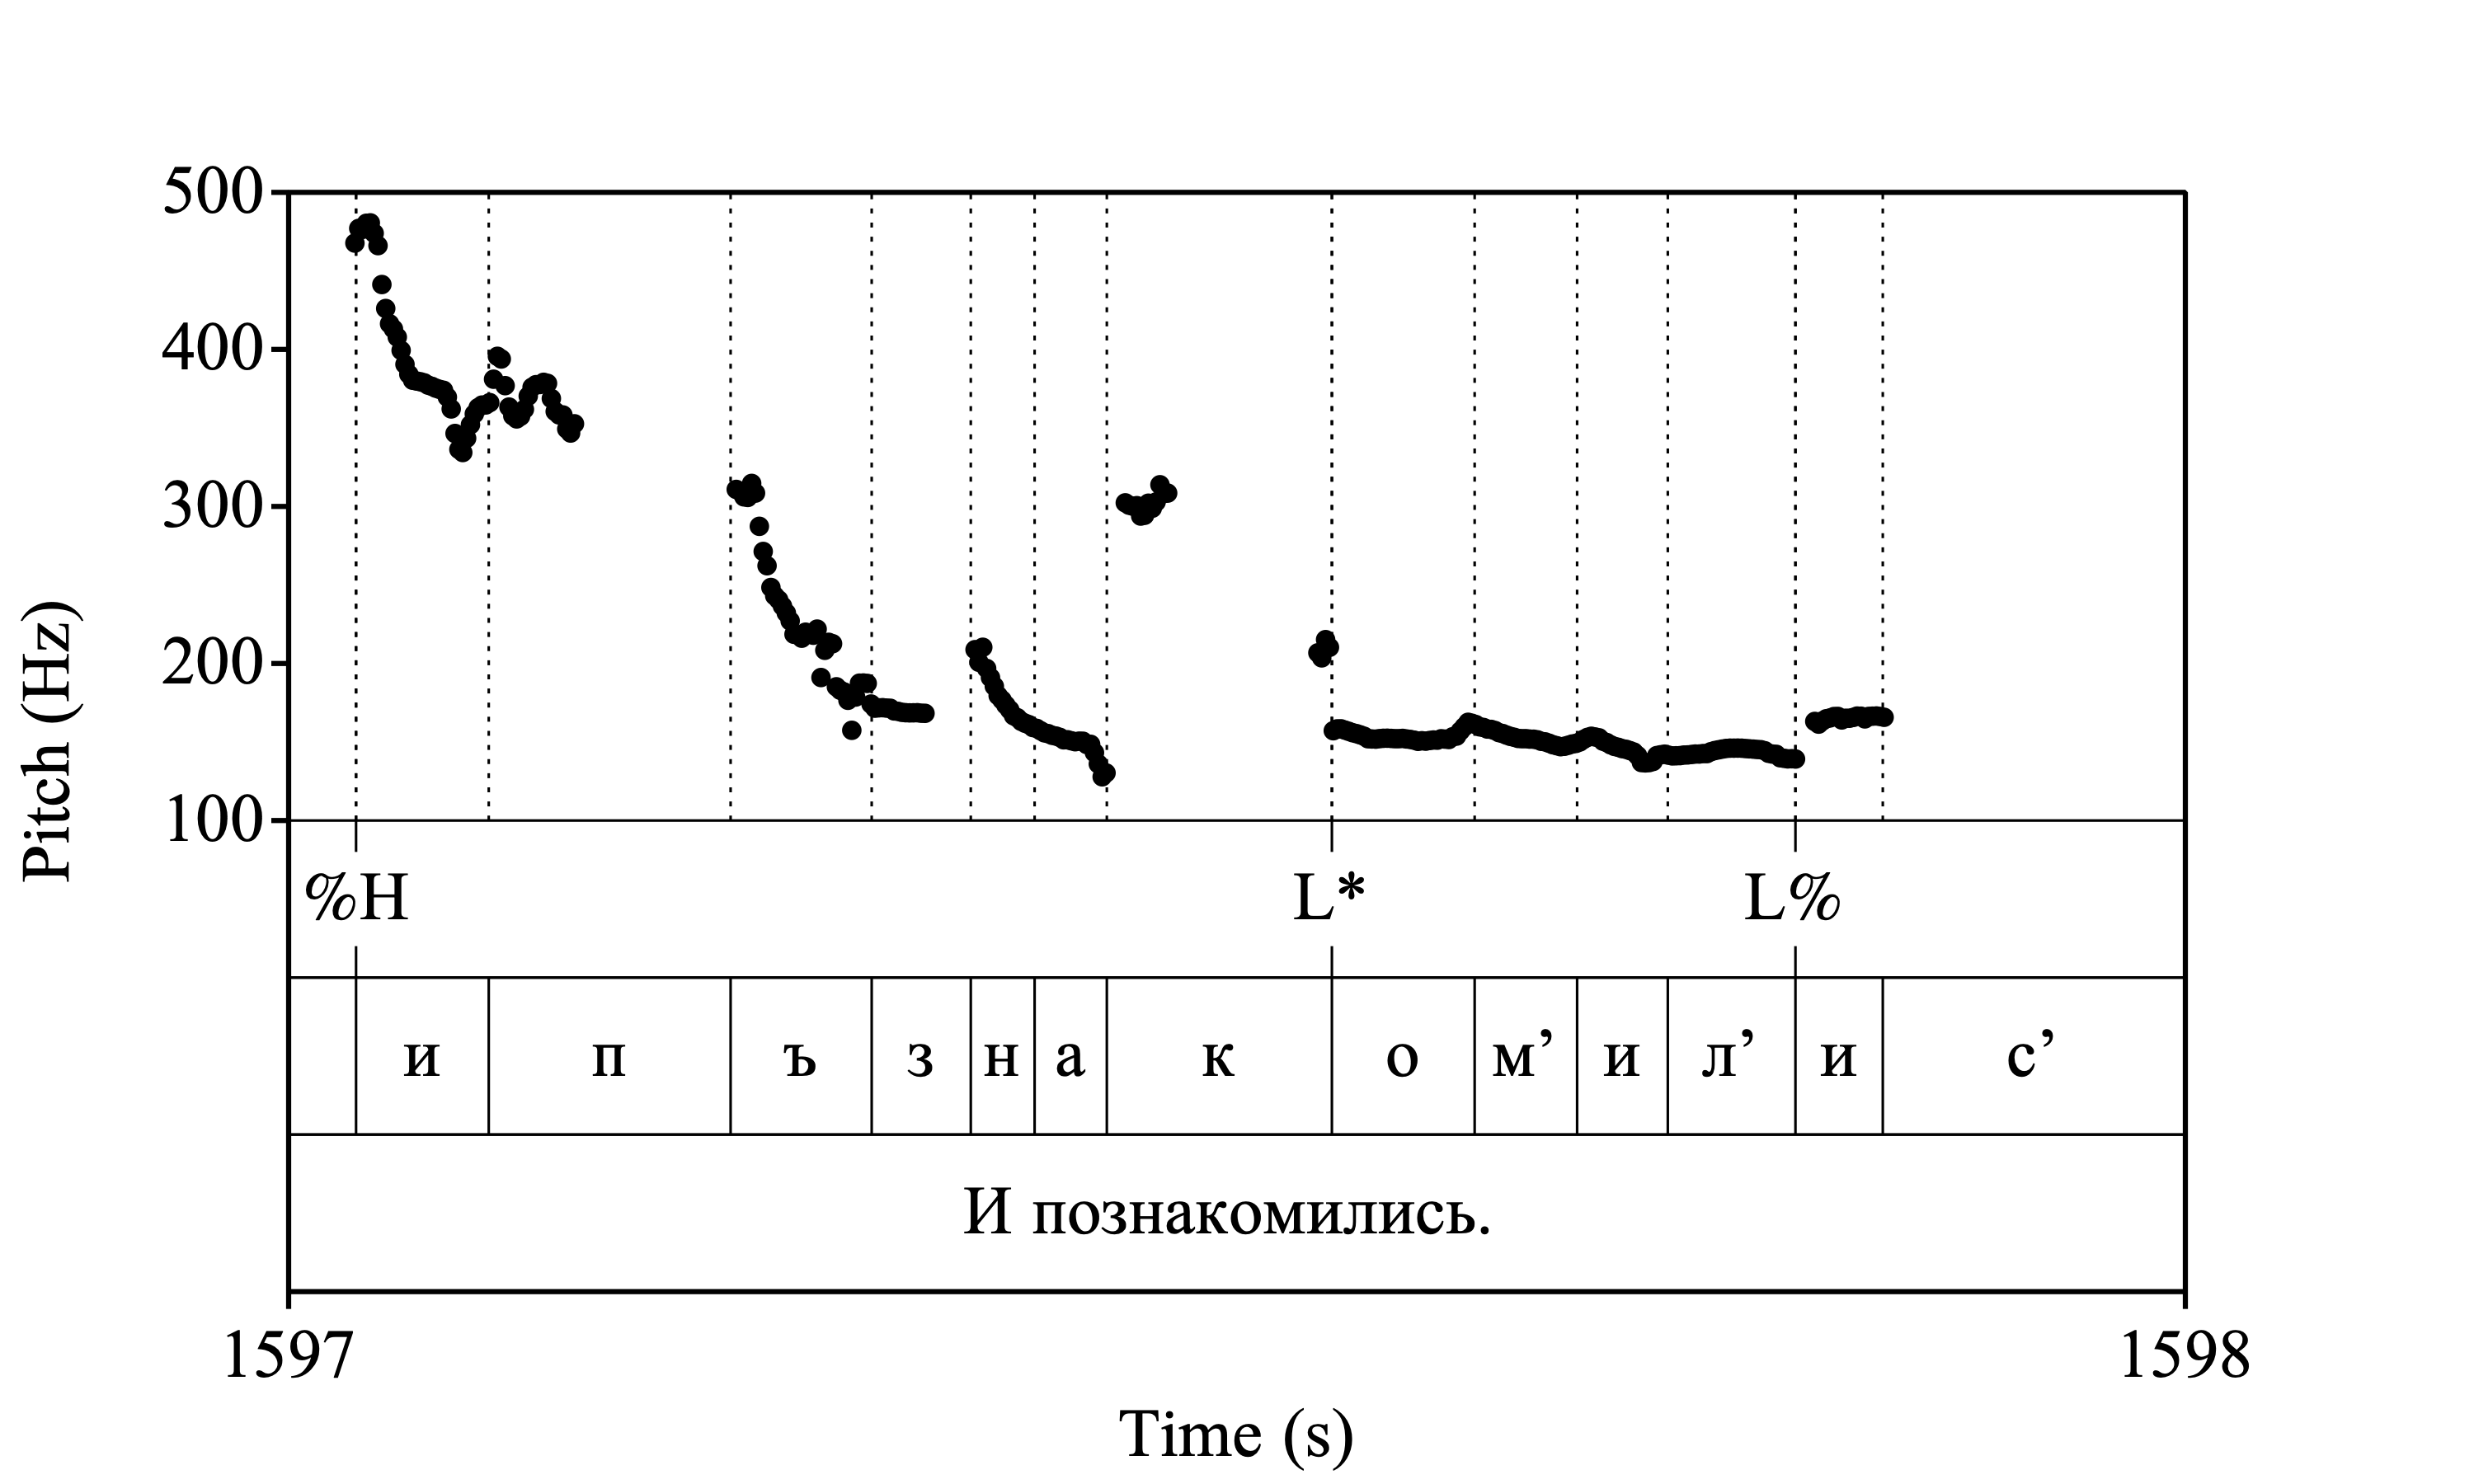 500
400
300
200
100
Pitch (Hz)
%H L* L%
и п ъ з н а к о м’ и л’ и с’
И познакомились.
1597 1598
Time (s)